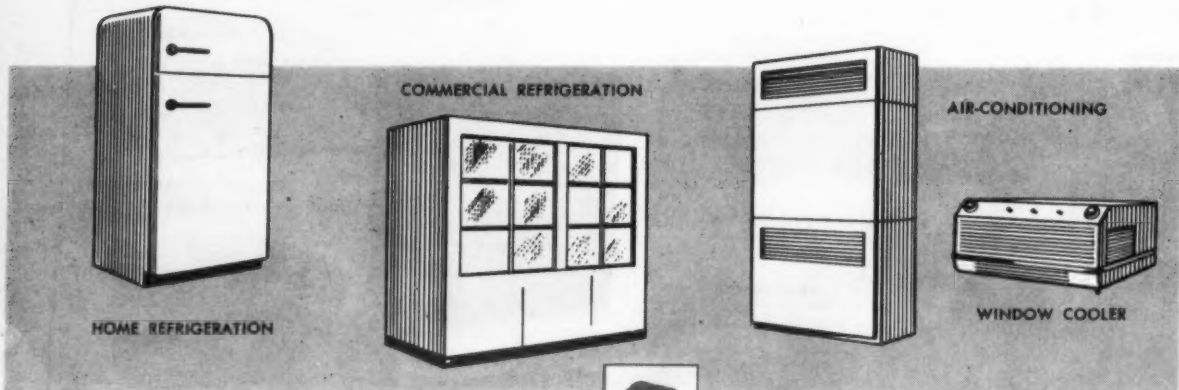 COMMERCIAL REFRIGERATION
AIR-CONDITIONING
HOME REFRIGERATION
WINDOW COOLER